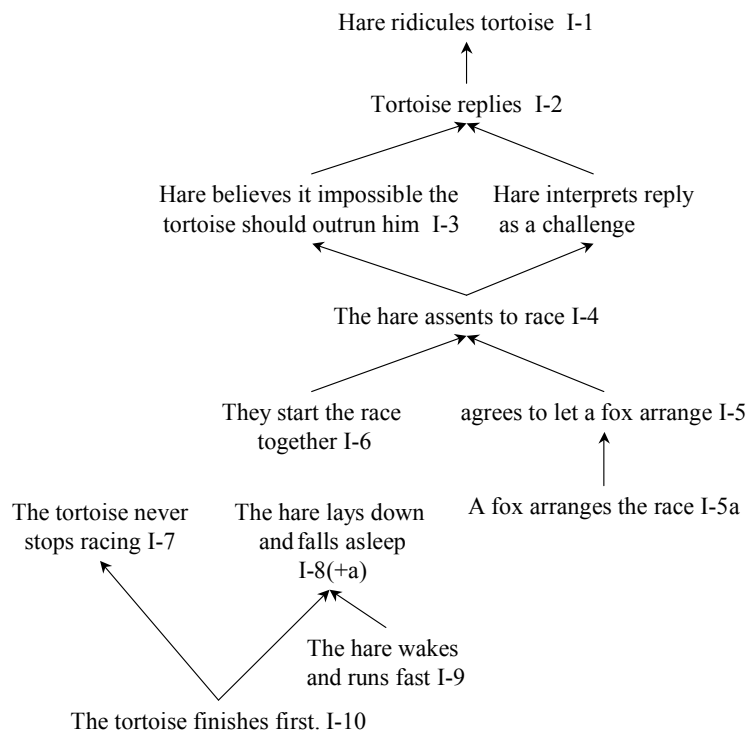 Hare ridicules tortoise I-1
Tortoise replies I-2
Hare believes it impossible the
tortoise should outrun him I-3
Hare interprets reply
as a challenge
The hare assents to race I-4
They start the race
together I-6
agrees to let a fox arrange I-5
A fox arranges the race I-5a
The tortoise never
stops racing I-7
The hare lays down
and falls asleep
I-8(+a)
The hare wakes
and runs fast I-9
The tortoise finishes first. I-10